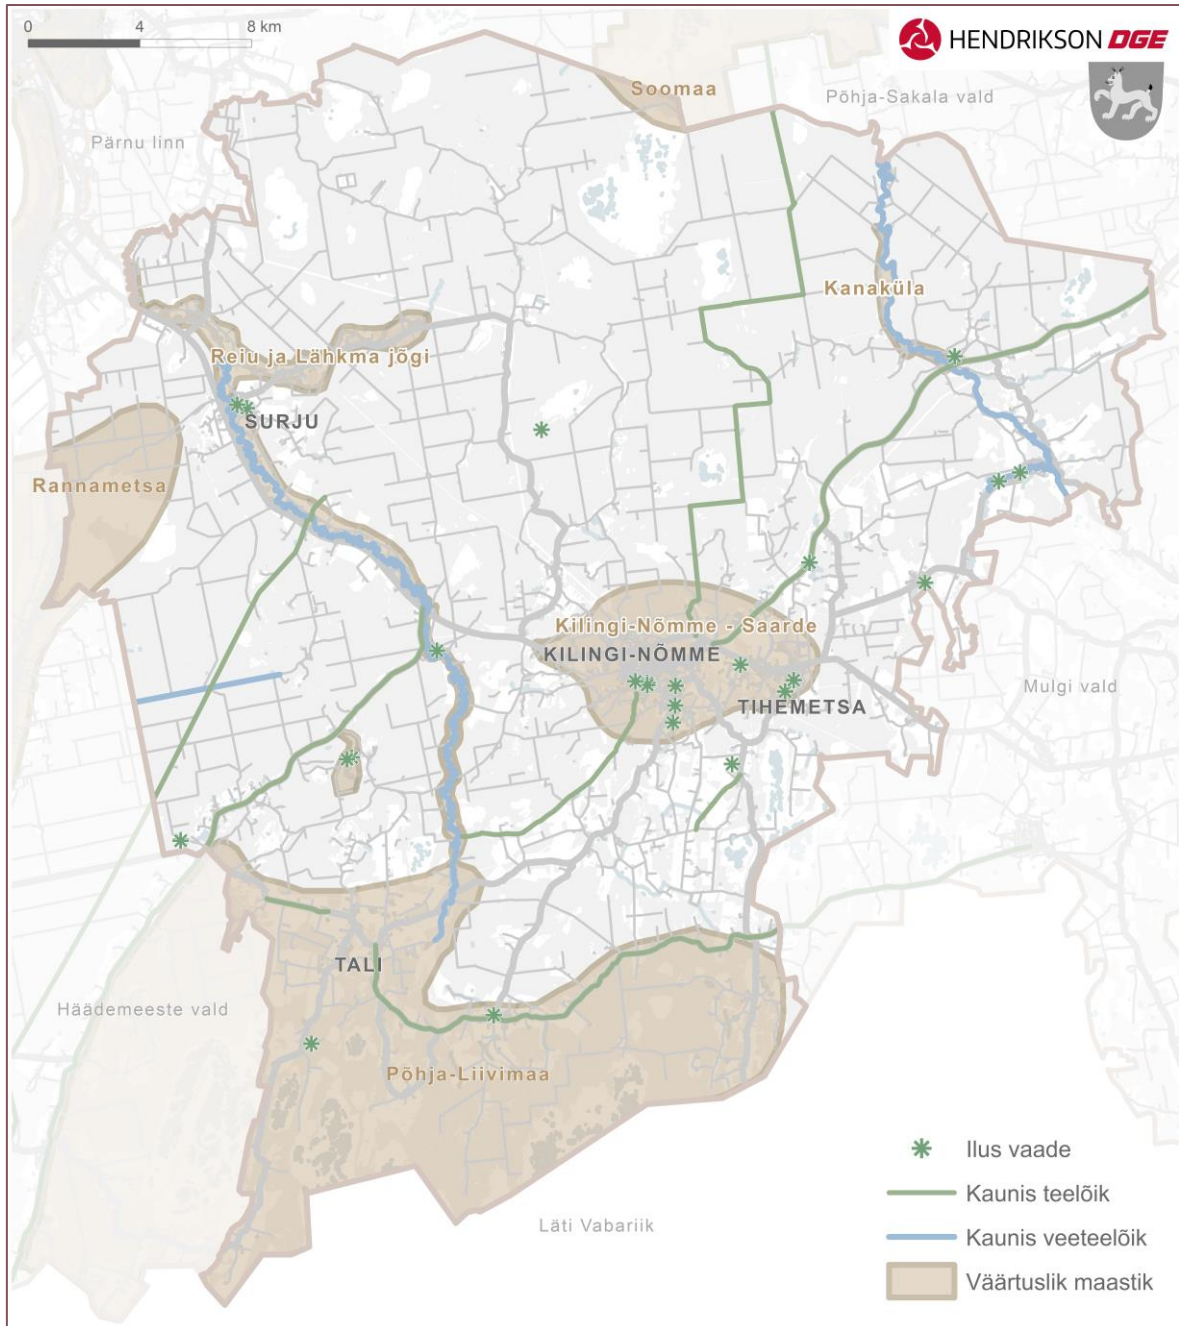 0 4 8 km
HENDRIKSON DGE
Soomaa
Põhja-Sakala vald
Pärnu linn
Kanaküla
Reiu ja Lähkma jõgi
SURJU
Rannametsa
Kilingi-Nõmme - Saarde
KILINGI-NÕMME
Mulgi vald
TIHEMETSA
TALI
Häädemeeste vald
Põhja-Liivimaa
Ilus vaade
Kaunis teelõik
Läti Vabariik
Kaunis veeteelõik
Väärtuslik maastik